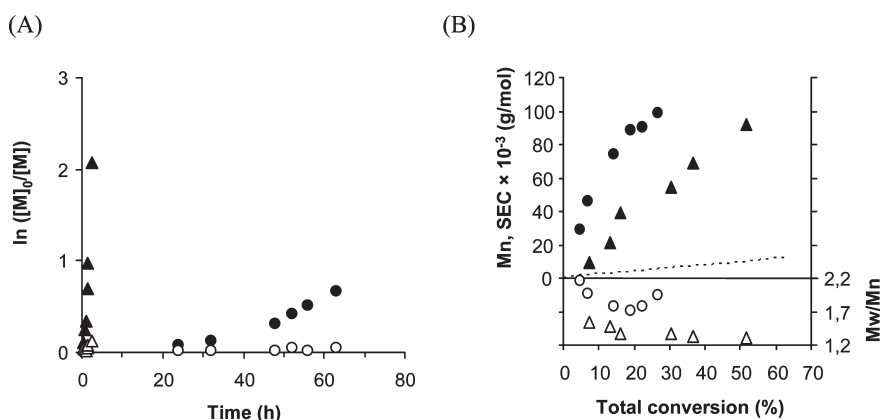 (A)
(B)
ln ([M]₀/[M])
3
2
1
0
0 20 40 60 80
Time (h)
Mn, SEC × 10⁻³ (g/mol)
120
100
80
60
40
20
0
2,2
1,7
1,2
Mw/Mn
0 10 20 30 40 50 60 70
Total conversion (%)